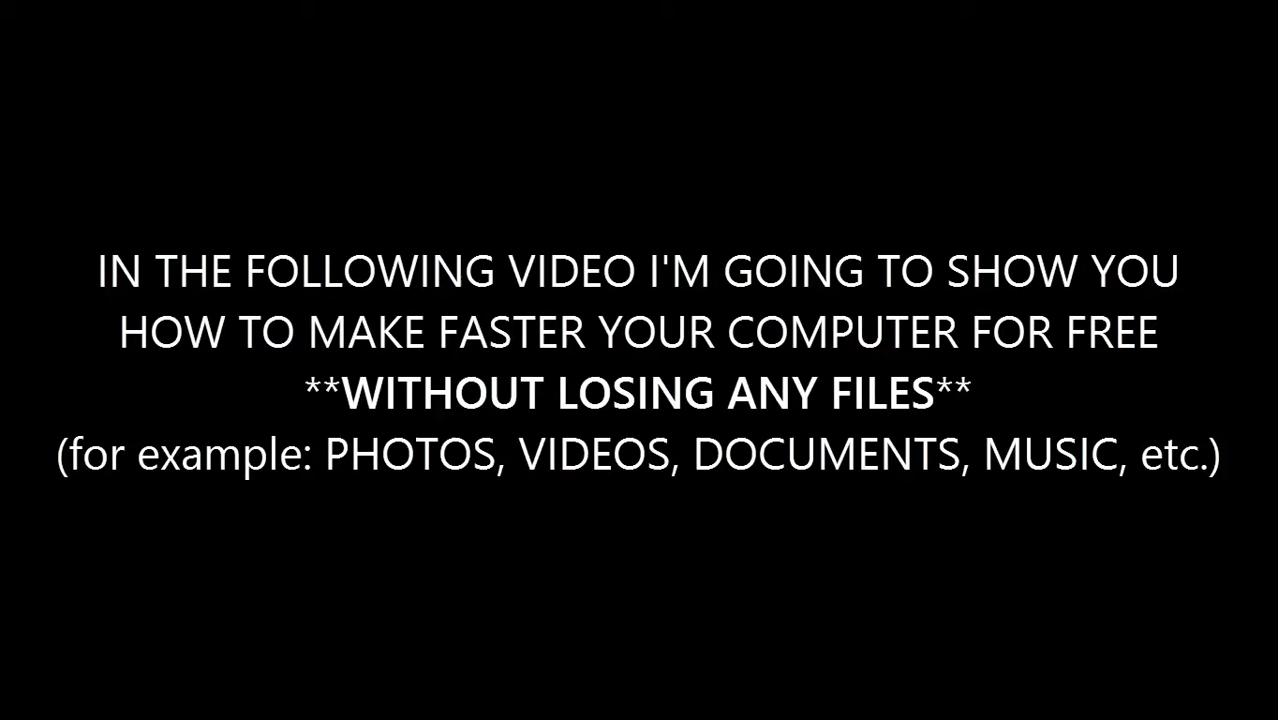 IN THE FOLLOWING VIDEO I'M GOING TO SHOW YOU
HOW TO MAKE FASTER YOUR COMPUTER FOR FREE
**WITHOUT LOSING ANY FILES**
(for example: PHOTOS, VIDEOS, DOCUMENTS, MUSIC, etc.)